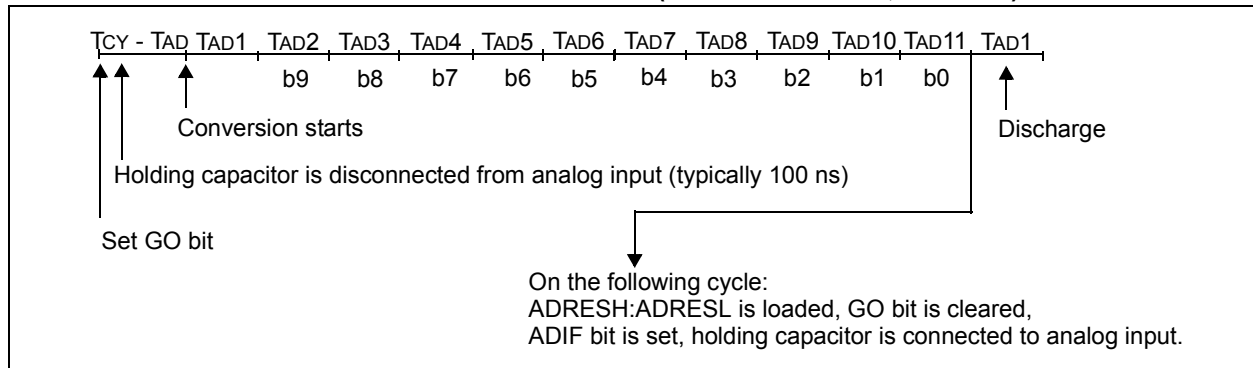 TCY - TAD TAD1 TAD2 TAD3 TAD4 TAD5 TAD6 TAD7 TAD8 TAD9 TAD10 TAD11 TAD1
b9 b8 b7 b6 b5 b4 b3 b2 b1 b0
Conversion starts
Discharge
Holding capacitor is disconnected from analog input (typically 100 ns)
Set GO bit
On the following cycle:
ADRESH:ADRESL is loaded, GO bit is cleared,
ADIF bit is set, holding capacitor is connected to analog input.